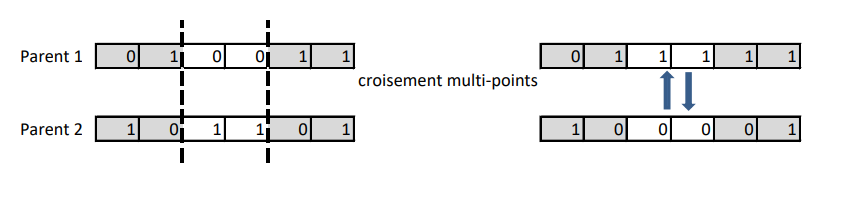 Parent 1 0 1 0 0 1 1 0 1 1 1 1 1
croisement multi-points
Parent 2 1 0 1 1 0 1 1 0 0 0 0 1